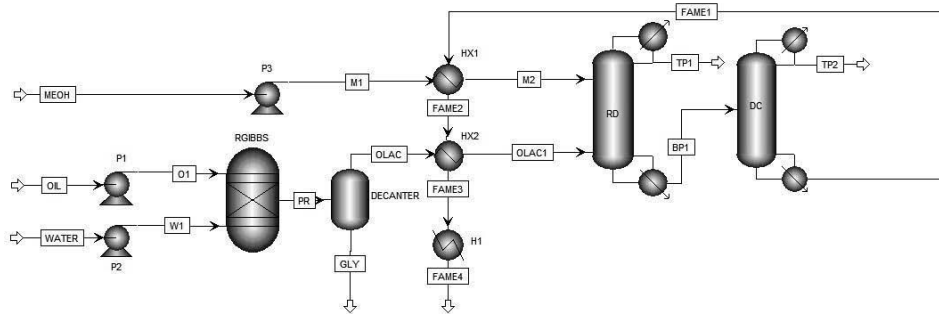 FAME1
HX1
P3
MEOH
M1
M2
TP1
TP2
FAME2
RD
DC
RGIBBS
HX2
OLAC
OLAC1
BP1
P1
O1
OIL
PR
DECANTER
FAME3
WATER
W1
P2
H1
GLY
FAME4